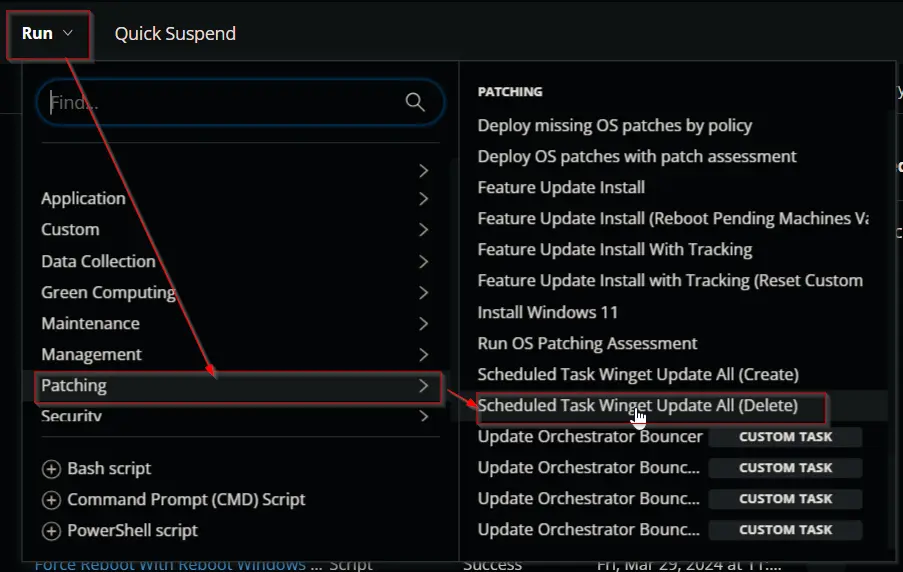 Run
Quick Suspend
Find...
Application
Custom
Data Collection
Green Computing
Maintenance
Management
Patching
Security
Bash script
Command Prompt (CMD) Script
PowerShell script
PATCHING
Deploy missing OS patches by policy
Deploy OS patches with patch assessment
Feature Update Install
Feature Update Install (Reboot Pending Machines Va
Feature Update Install With Tracking
Feature Update Install with Tracking (Reset Custom
Install Windows 11
Run OS Patching Assessment
Scheduled Task Winget Update All (Create)
Scheduled Task Winget Update All (Delete)
Update Orchestrator Bouncer CUSTOM TASK
Update Orchestrator Bounc... CUSTOM TASK
Update Orchestrator Bounc... CUSTOM TASK
Update Orchestrator Bounc... CUSTOM TASK
Force Reboot With Reboot Windows ... Script Success Fri, Mar 29, 2024 at 11:...